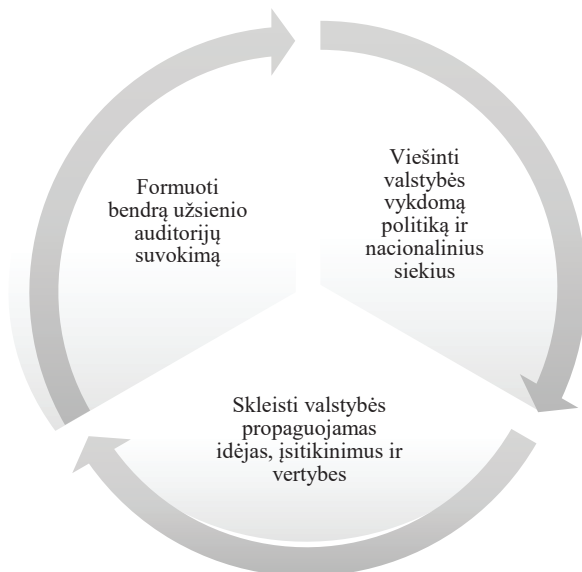 Formuoti
bendrą užsienio
auditorijų
suvokimą
Viešinti
valstybės
vykdomą
politiką ir
nacionalinius
siekius
Skleisti valstybės
propaguojamas
idėjas, įsitikinimus ir
vertybes